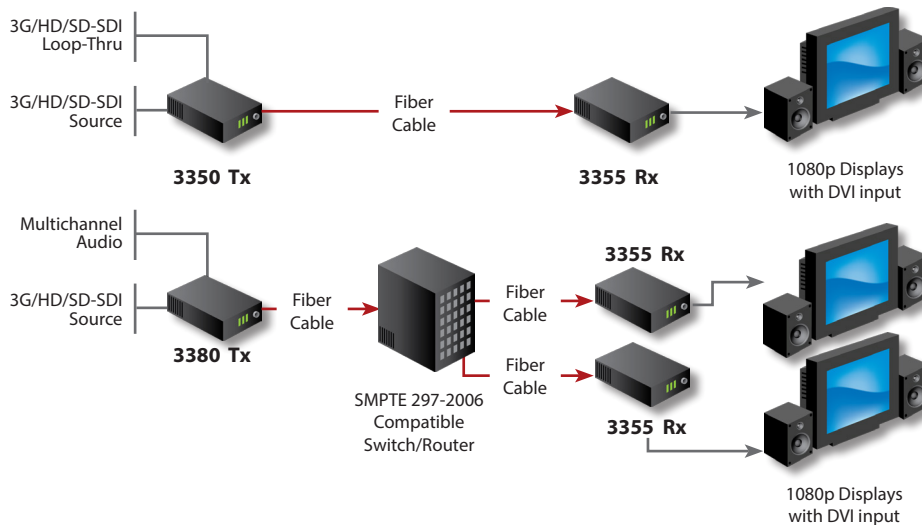 3G/HD/SD-SDI
Loop-Thru
3G/HD/SD-SDI
Source
3350 Tx
Fiber
Cable
3355 Rx
1080p Displays
with DVI input
Multichannel
Audio
3G/HD/SD-SDI
Source
3380 Tx
Fiber
Cable
SMPTE 297-2006
Compatible
Switch/Router
Fiber
Cable
3355 Rx
Fiber
Cable
3355 Rx
1080p Displays
with DVI input